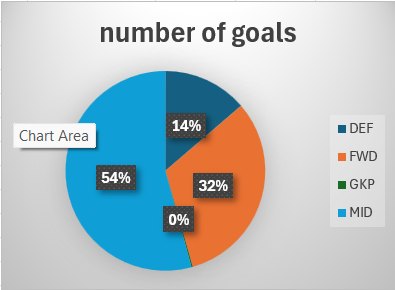 number of goals
14%
DEF
Chart Area
FWD
54%
32%
GKP
0%
MID